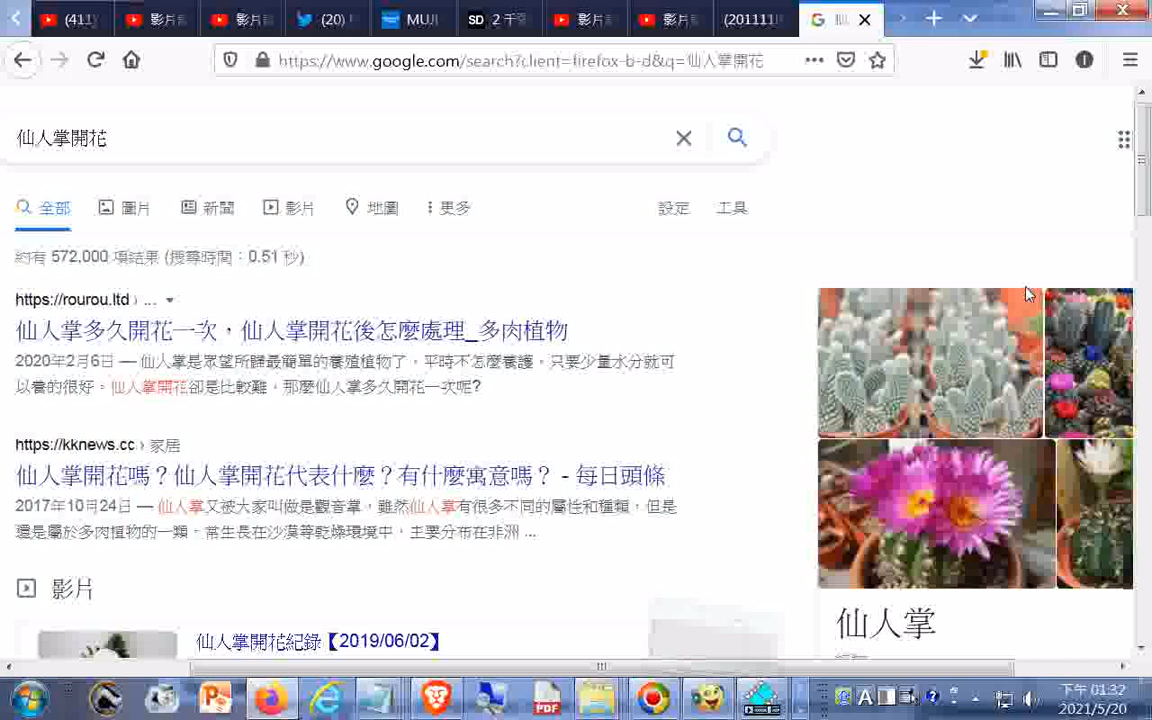 (411)
影片
影片
(20)
MUJI
SD 2 千
影片
影片
(201111
https://www.google.com/search?client=firefox-b-d&q=仙人掌開花
仙人掌開花
全部
圖片
新聞
影片
地圖
更多
設定
工具
約有 572,000 項結果 (搜尋時間：0.51 秒)
https://rourou.ltd › ...
仙人掌多久開花一次，仙人掌開花後怎麼處理_多肉植物
2020年2月6日 — 仙人掌是眾望所歸最簡單的養殖植物了，平時不怎麼養護，只要少量水分就可
以養的很好。仙人掌開花卻是比較難，那麼仙人掌多久開花一次呢?
https://kknews.cc › 家居
仙人掌開花嗎？仙人掌開花代表什麼？有什麼寓意嗎？ - 每日頭條
2017年10月24日 — 仙人掌又被大家叫做是觀音掌，雖然仙人掌有很多不同的屬性和種類，但是
還是屬於多肉植物的一類。常生長在沙漠等乾燥環境中，主要分布在非洲 ...
影片
仙人掌開花紀錄【2019/06/02】
仙人掌
PDF
下午 01:32
2021/5/20